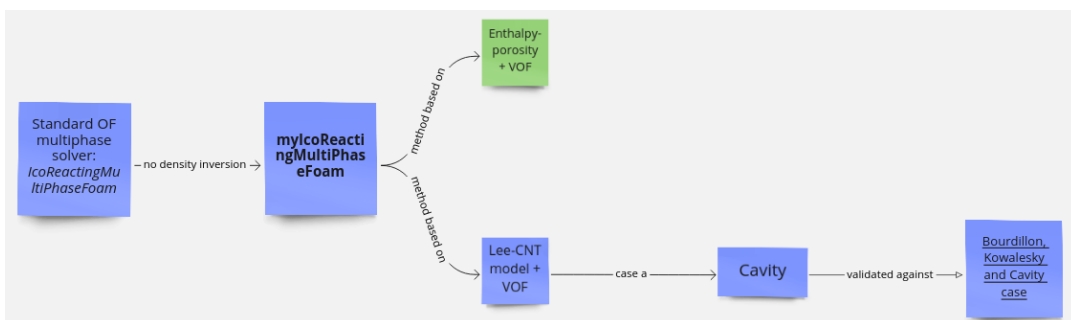 Standard OF
multiphase
solver:
IcoReactingMu
ltiPhaseFoam
no density inversion
myIcoReacti
ngMultiPhas
eFoam
method based on
Enthalpy-
porosity
+ VOF
method based on
Lee-CNT
model +
VOF
case a
Cavity
validated against
Bourdillon,
Kowalesky
and Cavity
case